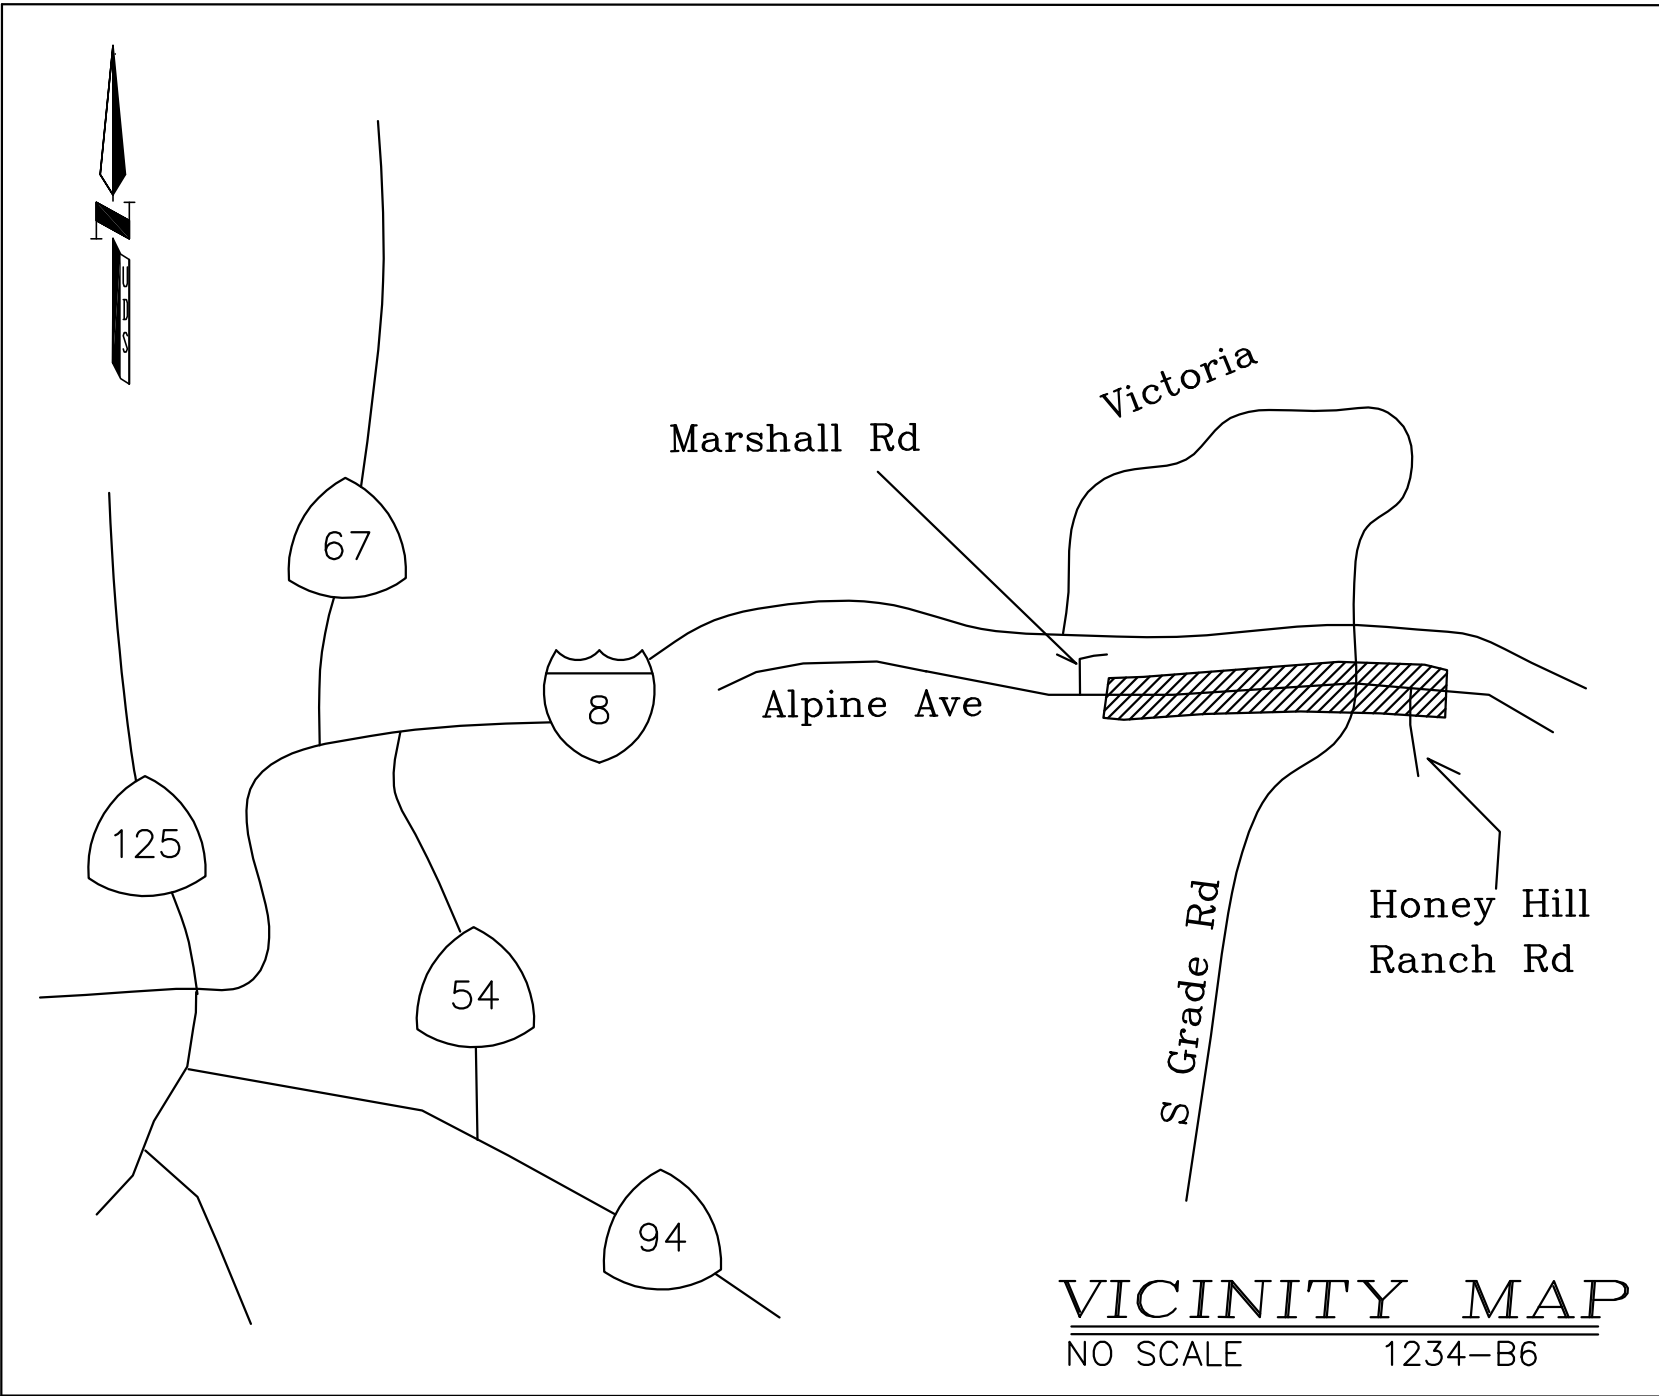 N
UDS
Victoria
Marshall Rd
67
8
Alpine Ave
125
Honey Hill
Ranch Rd
54
S Grade Rd
94
VICINITY MAP
NO SCALE 1234-B6